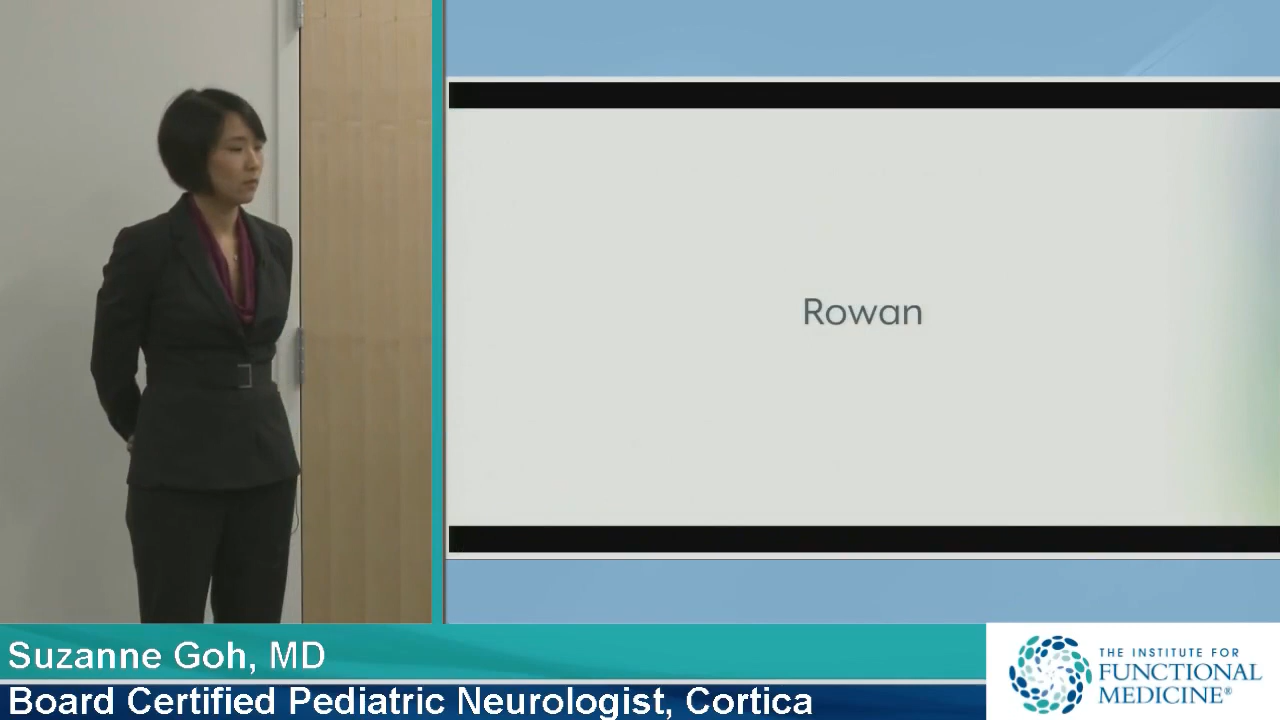 Rowan
Suzanne Goh, MD
Board Certified Pediatric Neurologist, Cortica
THE INSTITUTE FOR
FUNCTIONAL
MEDICINE®